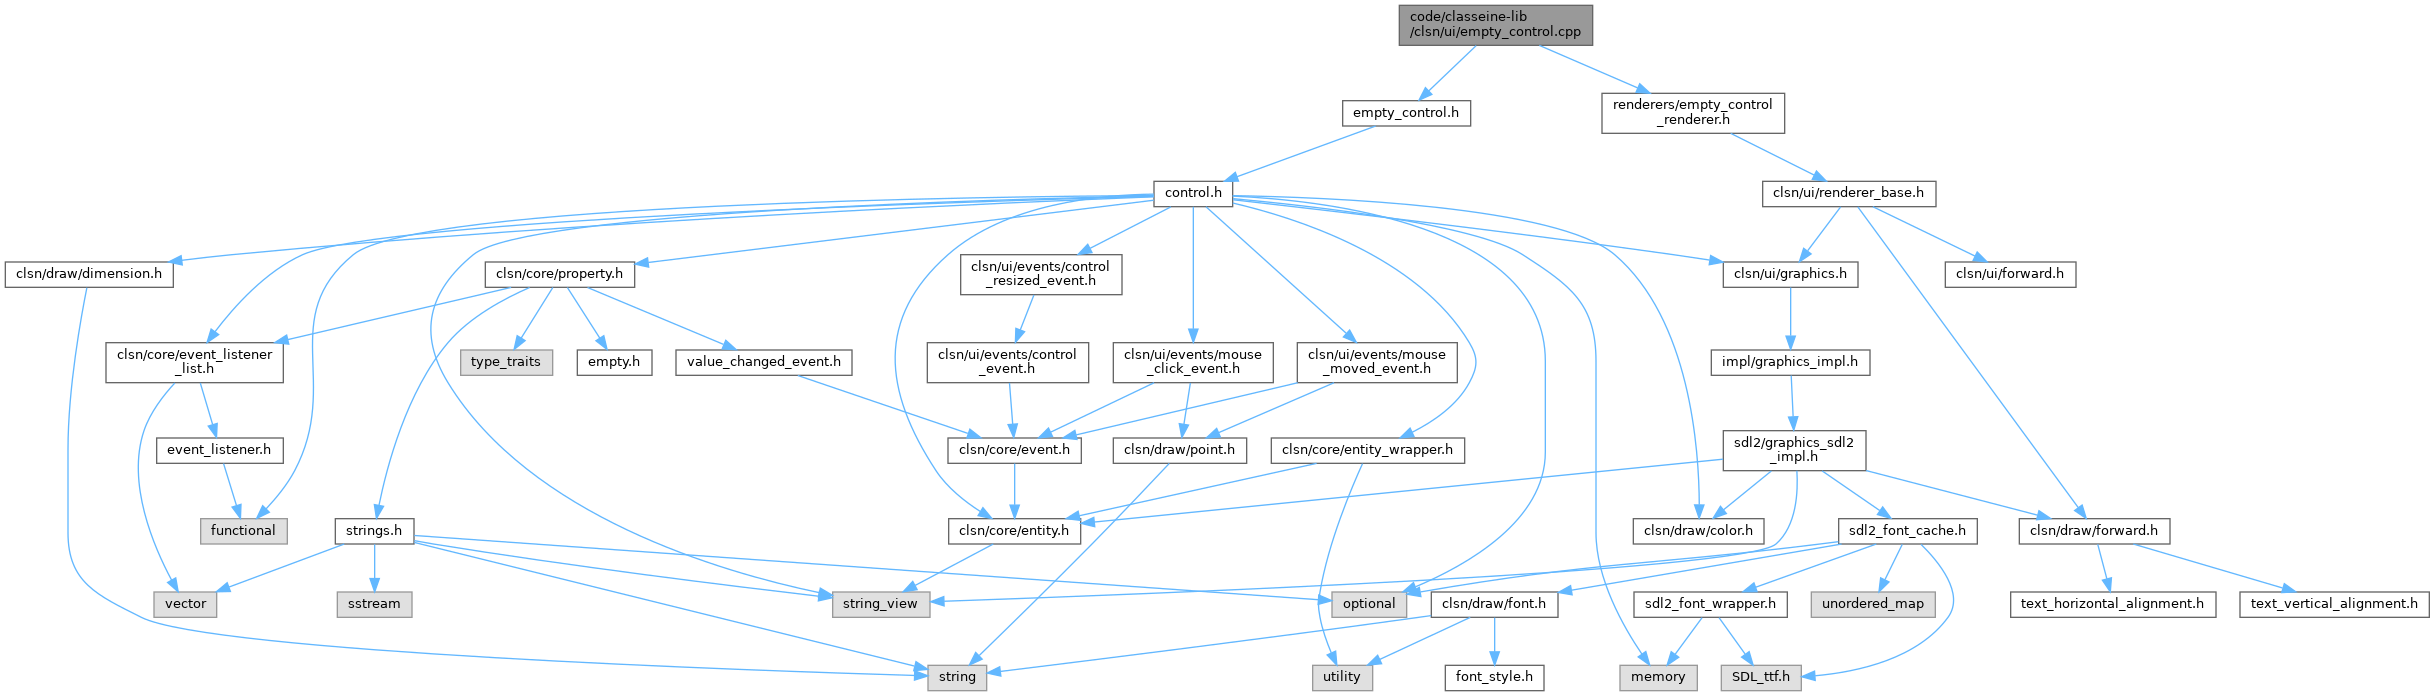 code/classeine-lib
/clsn/ui/empty_control.cpp
empty_control.h
renderers/empty_control
_renderer.h
control.h
clsn/ui/renderer_base.h
clsn/draw/dimension.h
clsn/core/property.h
clsn/ui/events/control
_resized_event.h
clsn/ui/graphics.h
clsn/ui/forward.h
clsn/core/event_listener
_list.h
type_traits
empty.h
value_changed_event.h
clsn/ui/events/control
_event.h
clsn/ui/events/mouse
_click_event.h
clsn/ui/events/mouse
_moved_event.h
impl/graphics_impl.h
event_listener.h
clsn/core/event.h
clsn/draw/point.h
clsn/core/entity_wrapper.h
sdl2/graphics_sdl2
_impl.h
functional
strings.h
clsn/core/entity.h
clsn/draw/color.h
sdl2_font_cache.h
clsn/draw/forward.h
vector
sstream
string_view
optional
clsn/draw/font.h
sdl2_font_wrapper.h
unordered_map
text_horizontal_alignment.h
text_vertical_alignment.h
string
utility
font_style.h
memory
SDL_ttf.h